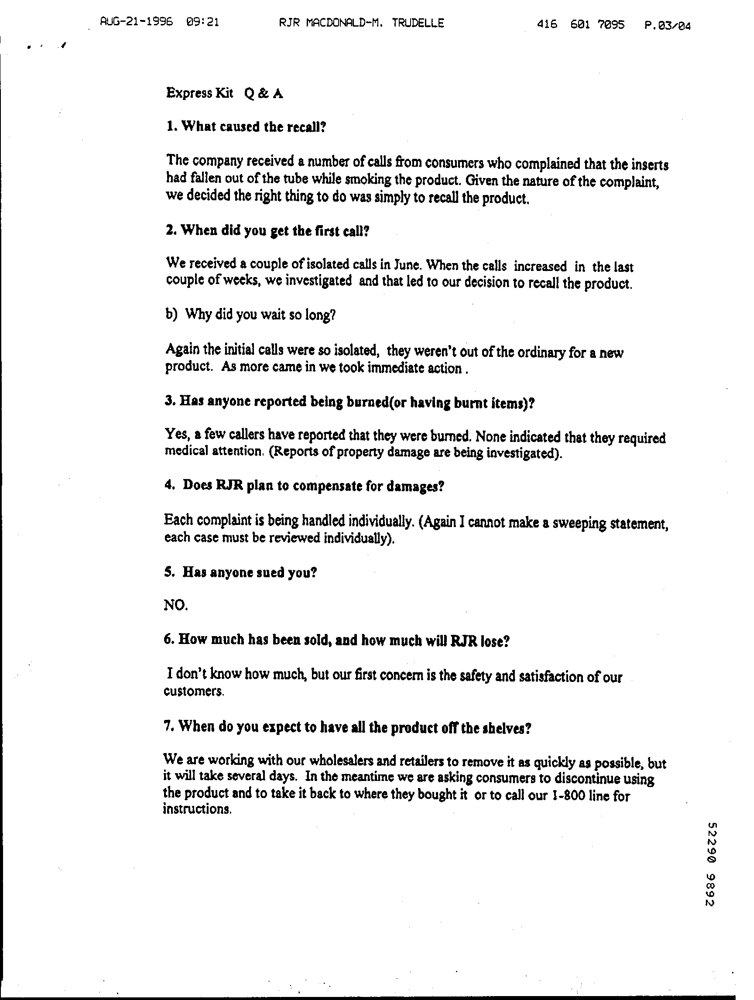 AUG-21-1996 09:21 RJR MACDONALD-M. TRUDELLE 416 601 7095 P.03/04
Express Kit Q & A
1. What caused the recall?
The company received a number of calls from consumers who complained that the inserts
had fallen out of the tube while smoking the product. Given the nature of the complaint,
we decided the right thing to do was simply to recall the product.
2. When did you get the first call?
We received a couple of isolated calls in June. When the calls increased in the last
couple of weeks, we investigated and that led to our decision to recall the product.
b) Why did you wait so long?
Again the initial calls were so isolated, they weren't out of the ordinary for a new
product. As more came in we took immediate action .
3. Has anyone reported being burned(or having burnt items)?
Yes, a few callers have reported that they were burned. None indicated that they required
medical attention. (Reports of property damage are being investigated).
4. Does RJR plan to compensate for damages?
Each complaint is being handled individually. (Again I cannot make a sweeping statement,
each case must be reviewed individually).
5. Has anyone sued you?
NO.
6. How much has been sold, and how much will RJR lose?
I don't know how much, but our first concern is the safety and satisfaction of our
customers.
7. When do you expect to have all the product off the shelves?
We are working with our wholesalers and retailers to remove it as quickly as possible, but
it will take several days. In the meantime we are asking consumers to discontinue using
the product and to take it back to where they bought it or to call our 1-800 line for
instructions.
52290 9892